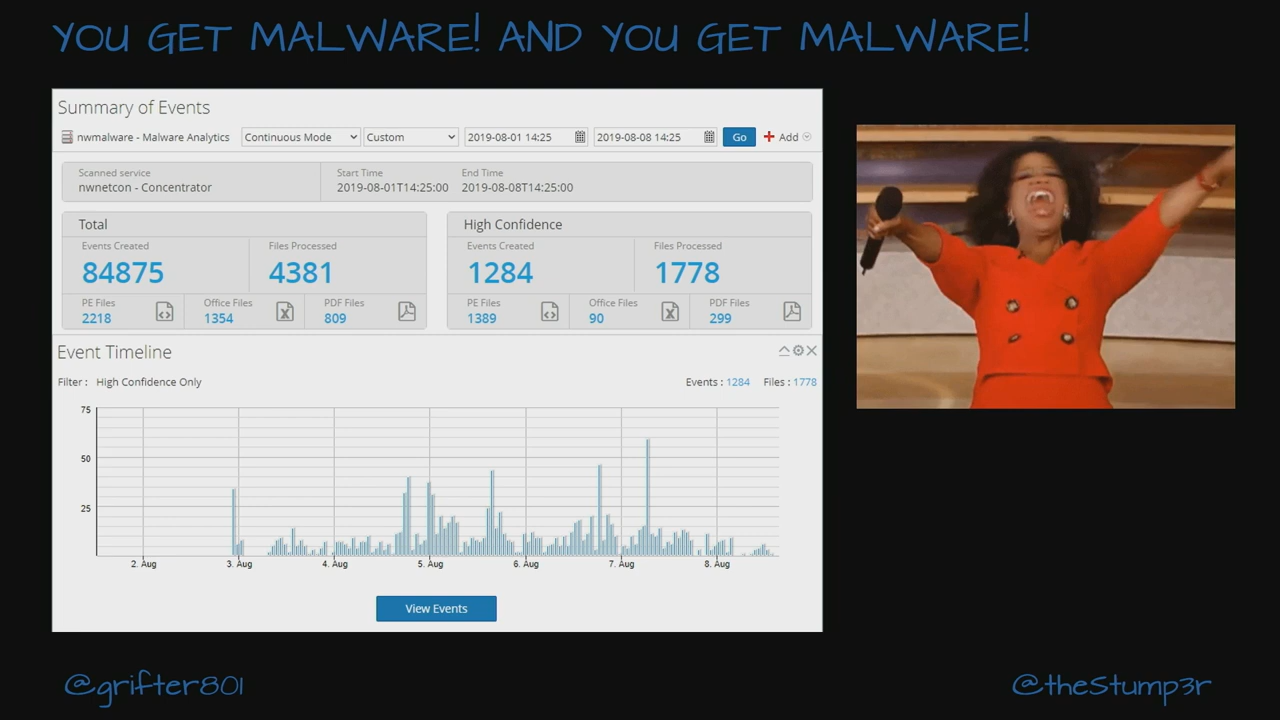 YOU GET MALWARE! AND YOU GET MALWARE!
Summary of Events
nwmalware - Malware Analytics Continuous Mode Custom 2019-08-01 14:25 2019-08-08 14:25 Go Add
Scanned service Start Time End Time
nwnetcon - Concentrator 2019-08-01T14:25:00 2019-08-08T14:25:00
Total High Confidence
Events Created Files Processed Events Created Files Processed
84875 4381 1284 1778
PE Files Office Files PDF Files PE Files Office Files PDF Files
2218 1354 809 1389 90 299
Event Timeline
Filter : High Confidence Only Events : 1284 Files : 1778
75
50
25
2. Aug 3. Aug 4. Aug 5. Aug 6. Aug 7. Aug 8. Aug
View Events
@grifter801 @theStump3r